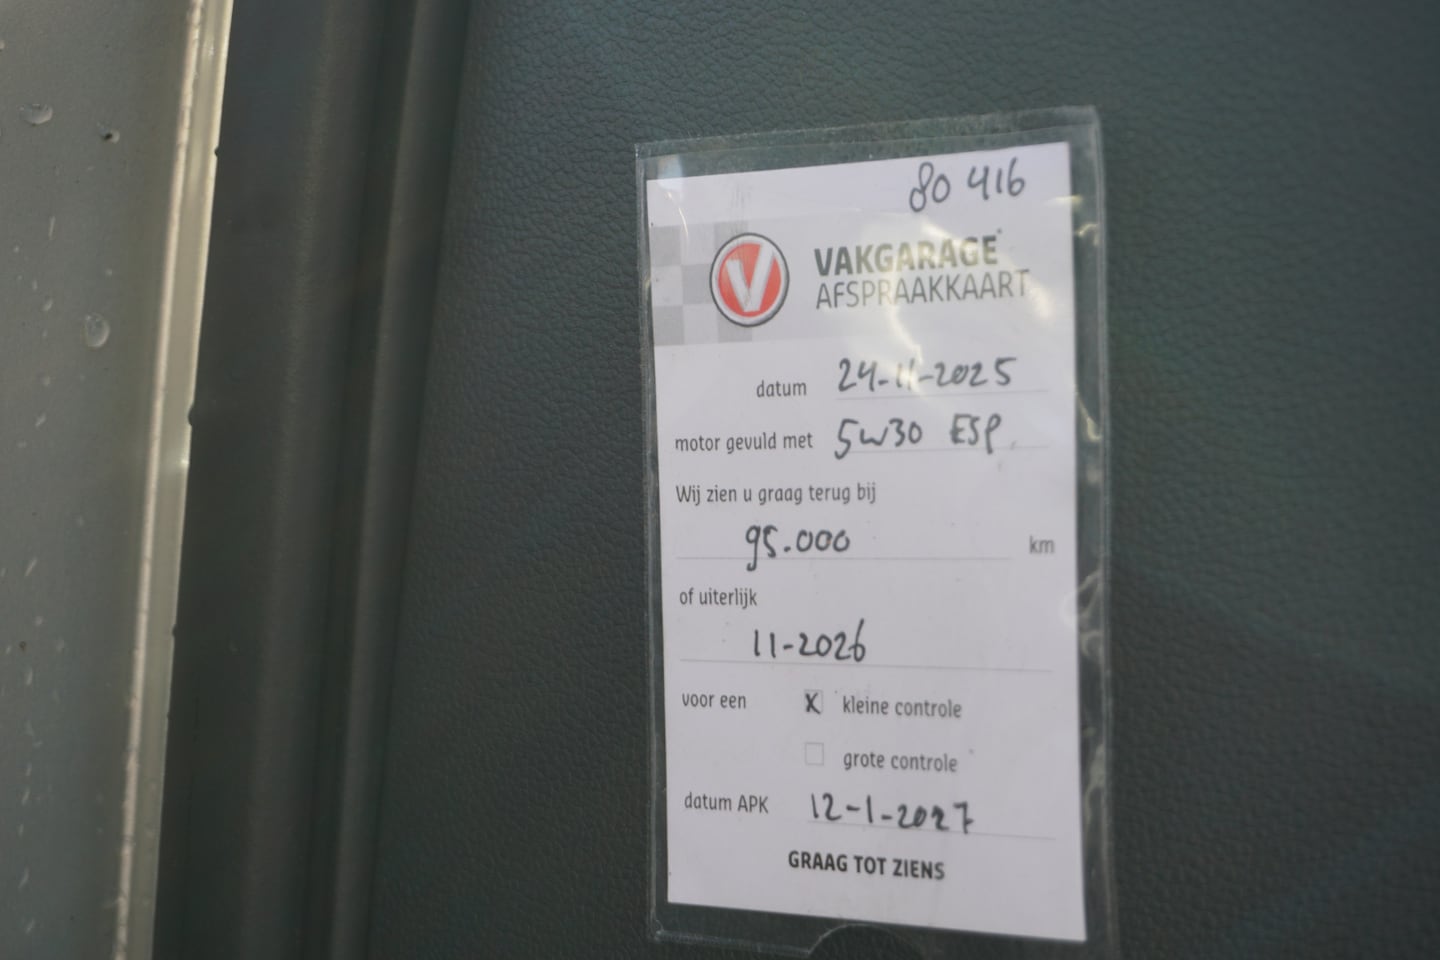 80 416
V
VAKGARAGE
AFSPRAAKKAART
datum 24-11-2025
motor gevuld met 5W30 ESP.
Wij zien u graag terug bij
95.000 km
of uiterlijk
11-2026
voor een X kleine controle
grote controle
datum APK 12-1-2027
GRAAG TOT ZIENS